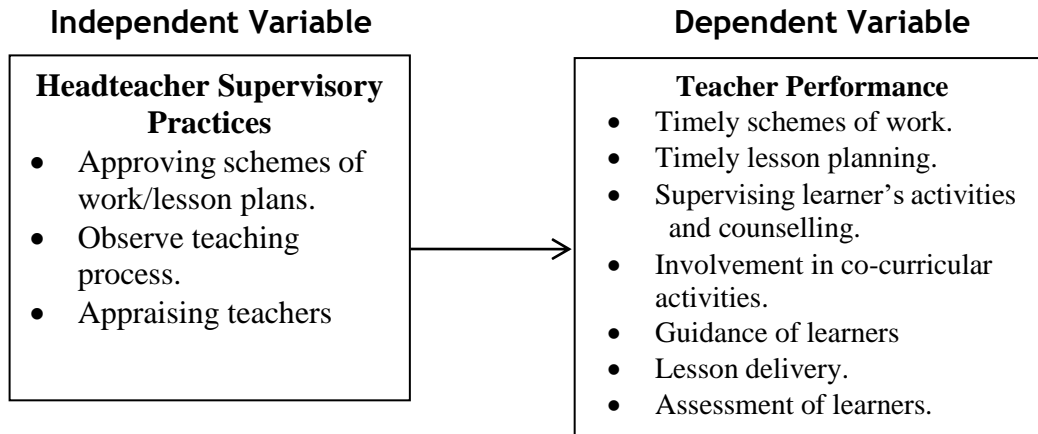 Independent Variable
Headteacher Supervisory
Practices
• Approving schemes of
work/lesson plans.
• Observe teaching
process.
• Appraising teachers
Dependent Variable
Teacher Performance
• Timely schemes of work.
• Timely lesson planning.
• Supervising learner's activities
and counselling.
• Involvement in co-curricular
activities.
• Guidance of learners
• Lesson delivery.
• Assessment of learners.